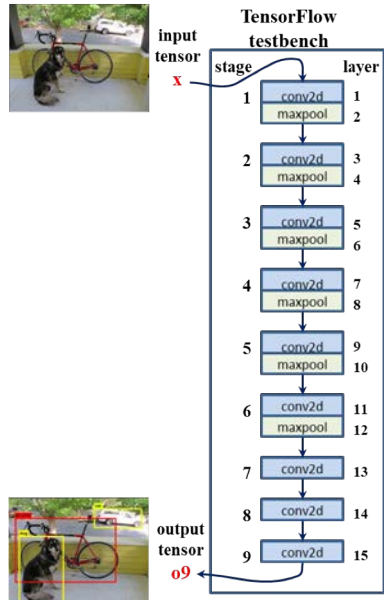 TensorFlow
testbench
input
tensor
x
stage
layer
1
conv2d
1
maxpool
2
2
conv2d
3
maxpool
4
3
conv2d
5
maxpool
6
4
conv2d
7
maxpool
8
5
conv2d
9
maxpool
10
6
conv2d
11
maxpool
12
7
conv2d
13
8
conv2d
14
9
conv2d
15
output
tensor
o9